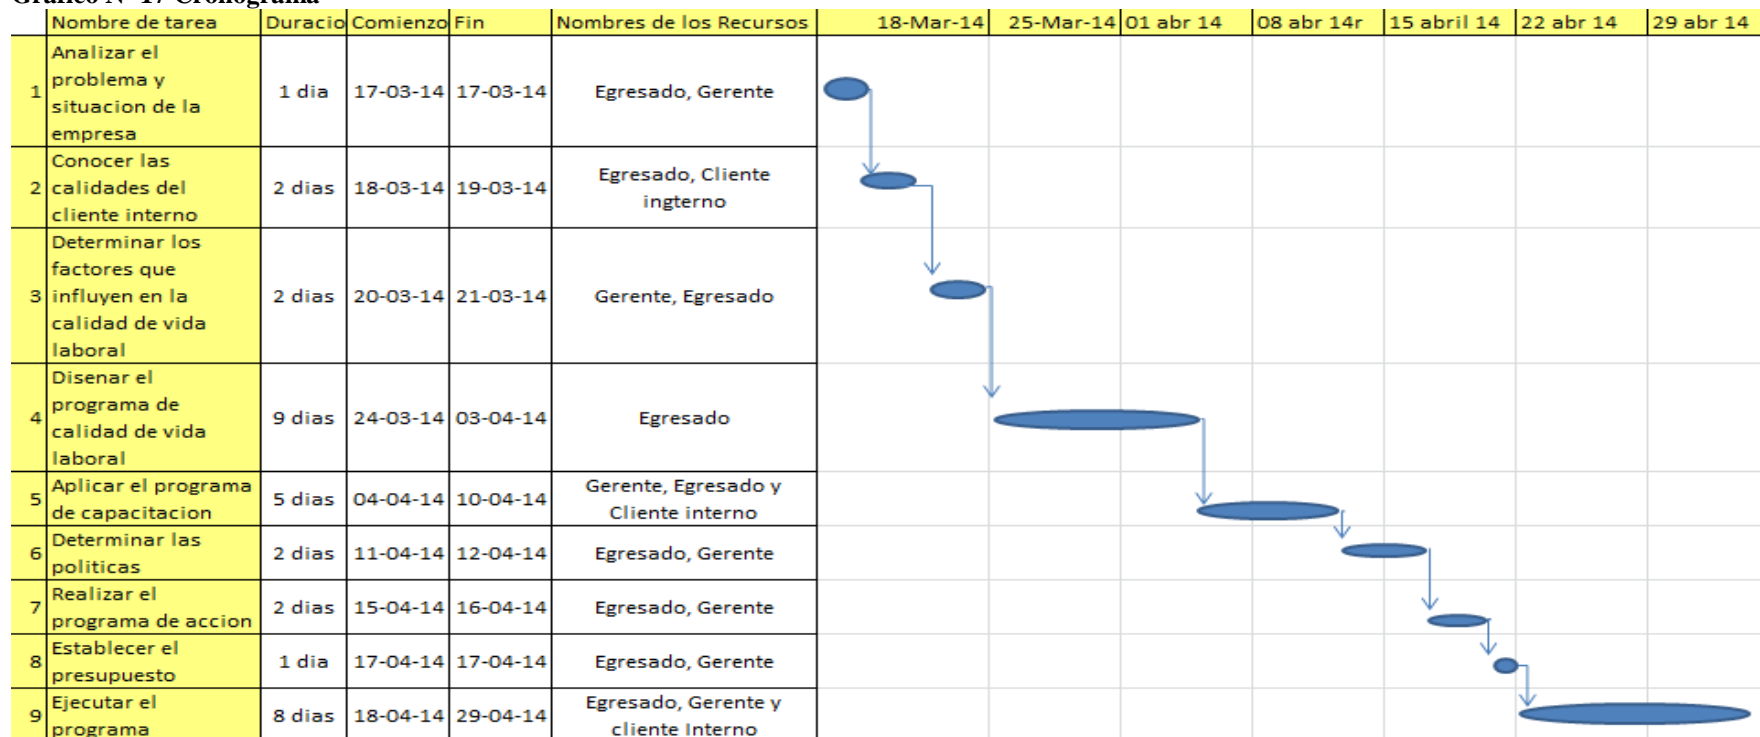 Gráfico Nº 17 Cronograma
Nombre de tarea Duracio Comienzo Fin Nombres de los Recursos 18-Mar-14 25-Mar-14 01 abr 14 08 abr 14r 15 abril 14 22 abr 14 29 abr 14
Analizar el
problema y
1 situacion de la 1 dia 17-03-14 17-03-14 Egresado, Gerente
empresa
Conocer las
2 calidades del 2 dias 18-03-14 19-03-14 Egresado, Cliente
cliente interno ingterno
Determinar los
factores que
3 influyen en la 2 dias 20-03-14 21-03-14 Gerente, Egresado
calidad de vida
laboral
Disenar el
programa de
4 calidad de vida 9 dias 24-03-14 03-04-14 Egresado
laboral
5 Aplicar el programa 5 dias 04-04-14 10-04-14 Gerente, Egresado y
de capacitacion Cliente interno
6 Determinar las 2 dias 11-04-14 12-04-14 Egresado, Gerente
politicas
7 Realizar el 2 dias 15-04-14 16-04-14 Egresado, Gerente
programa de accion
8 Establecer el 1 dia 17-04-14 17-04-14 Egresado, Gerente
presupuesto
9 Ejecutar el 8 dias 18-04-14 29-04-14 Egresado, Gerente y
programa cliente Interno